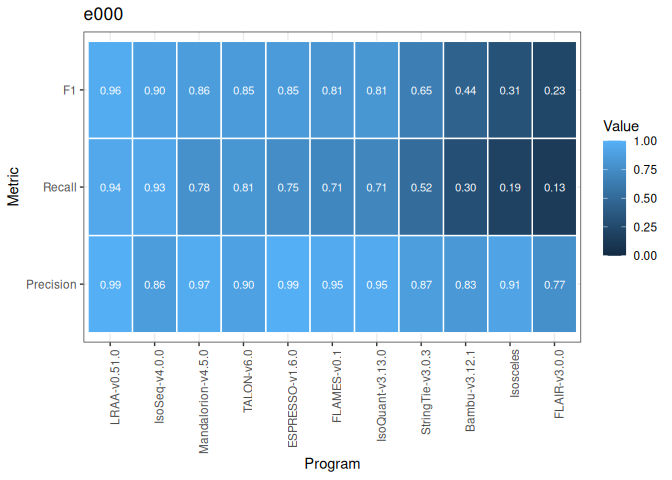 e000
F1
0.96 0.90 0.86 0.85 0.85 0.81 0.81 0.65 0.44 0.31 0.23
Recall
0.94 0.93 0.78 0.81 0.75 0.71 0.71 0.52 0.30 0.19 0.13
Precision
0.99 0.86 0.97 0.90 0.99 0.95 0.95 0.87 0.83 0.91 0.77
Metric
LRAA-v0.51.0
IsoSeq-v4.0.0
Mandalorion-v4.5.0
TALON-v6.0
ESPRESSO-v1.6.0
FLAMES-v0.1
IsoQuant-v3.13.0
StringTie-v3.0.3
Bambu-v3.12.1
Isosceles
FLAIR-v3.0.0
Program
Value
1.00
0.75
0.50
0.25
0.00